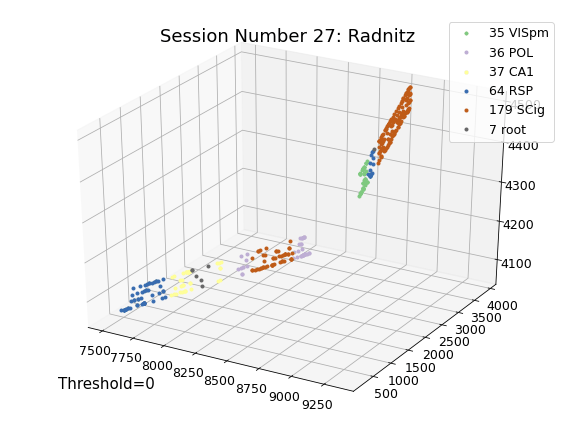 Session Number 27: Radnitz
35 VISpm
36 POL
37 CA1
64 RSP
179 SCig
7 root
4500
4400
4300
4200
4100
4000
3500
3000
2500
2000
1500
1000
500
7500
7750
8000
8250
8500
8750
9000
9250
Threshold=0